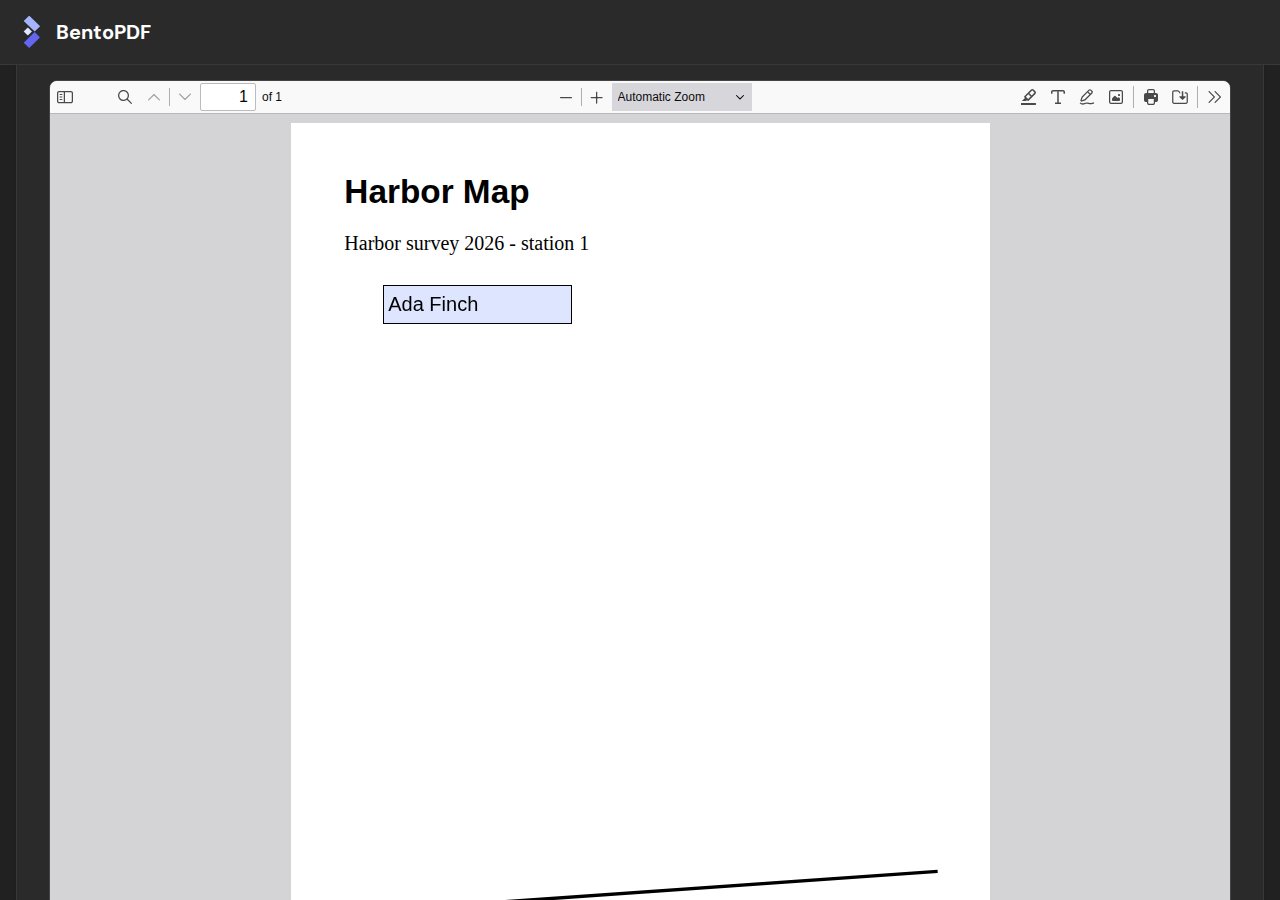 BentoPDF
1 of 1 Automatic Zoom
Harbor Map
Harbor survey 2026 - station 1
Ada Finch